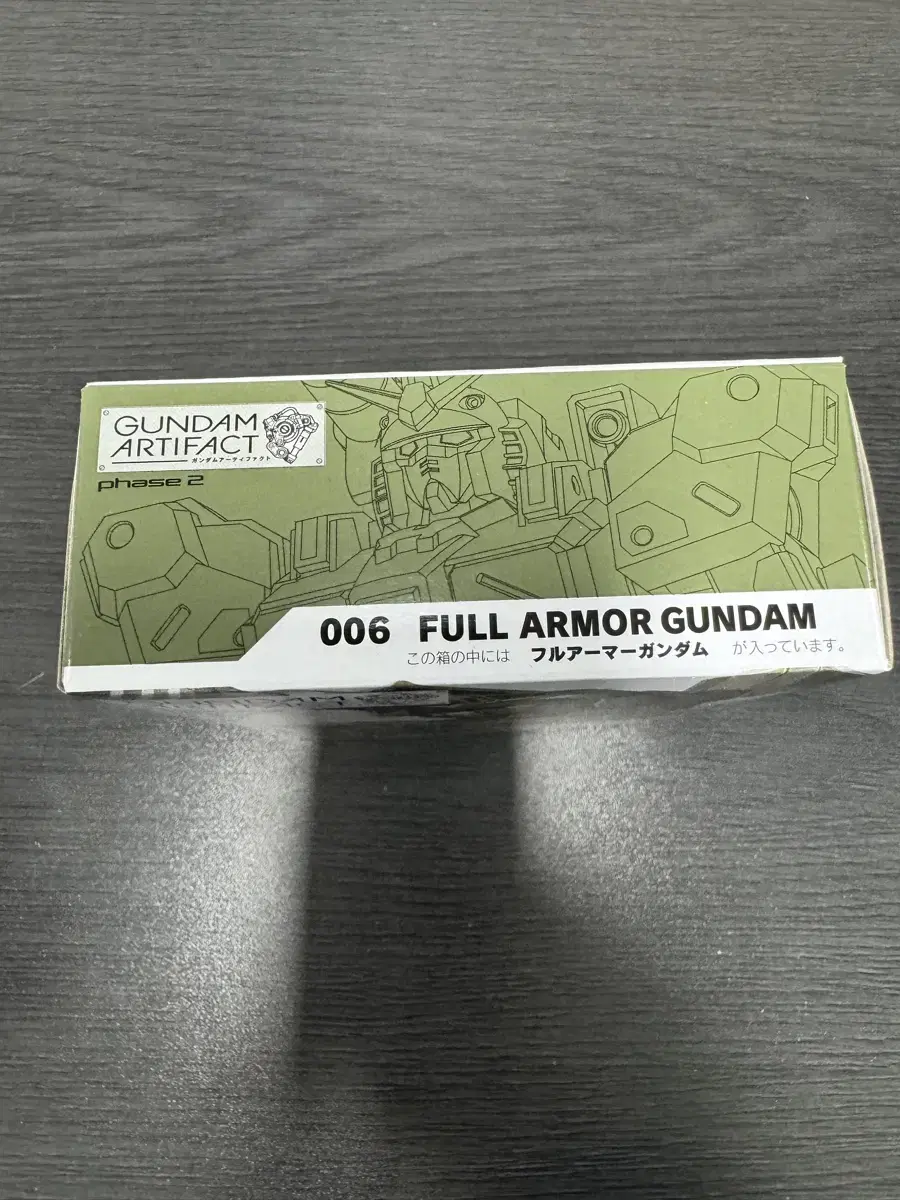 GUNDAM
ARTIFACT
ガンダムアーティファクト
phase 2
006 FULL ARMOR GUNDAM
この箱の中には フルアーマーガンダム が入っています。